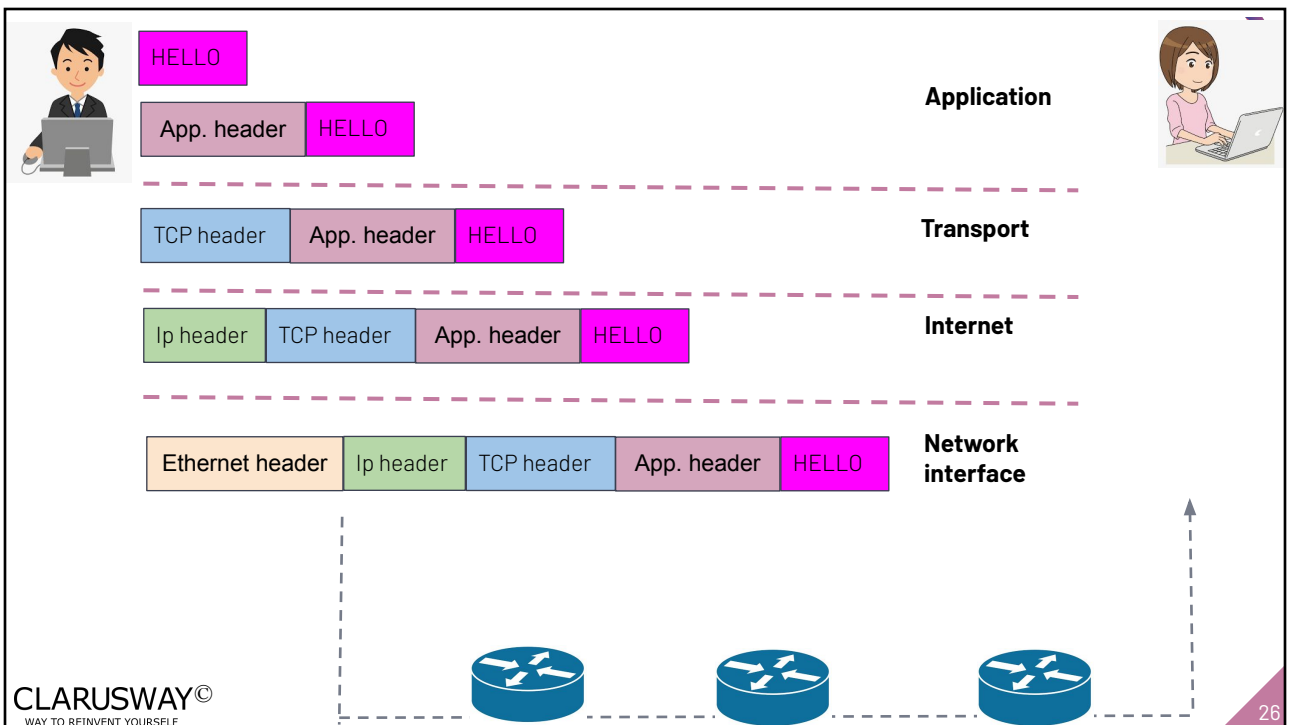 HELLO
App. header HELLO
Application
TCP header App. header HELLO
Transport
Ip header TCP header App. header HELLO
Internet
Ethernet header Ip header TCP header App. header HELLO
Network
interface
CLARUSWAY©
WAY TO REINVENT YOURSELF
26